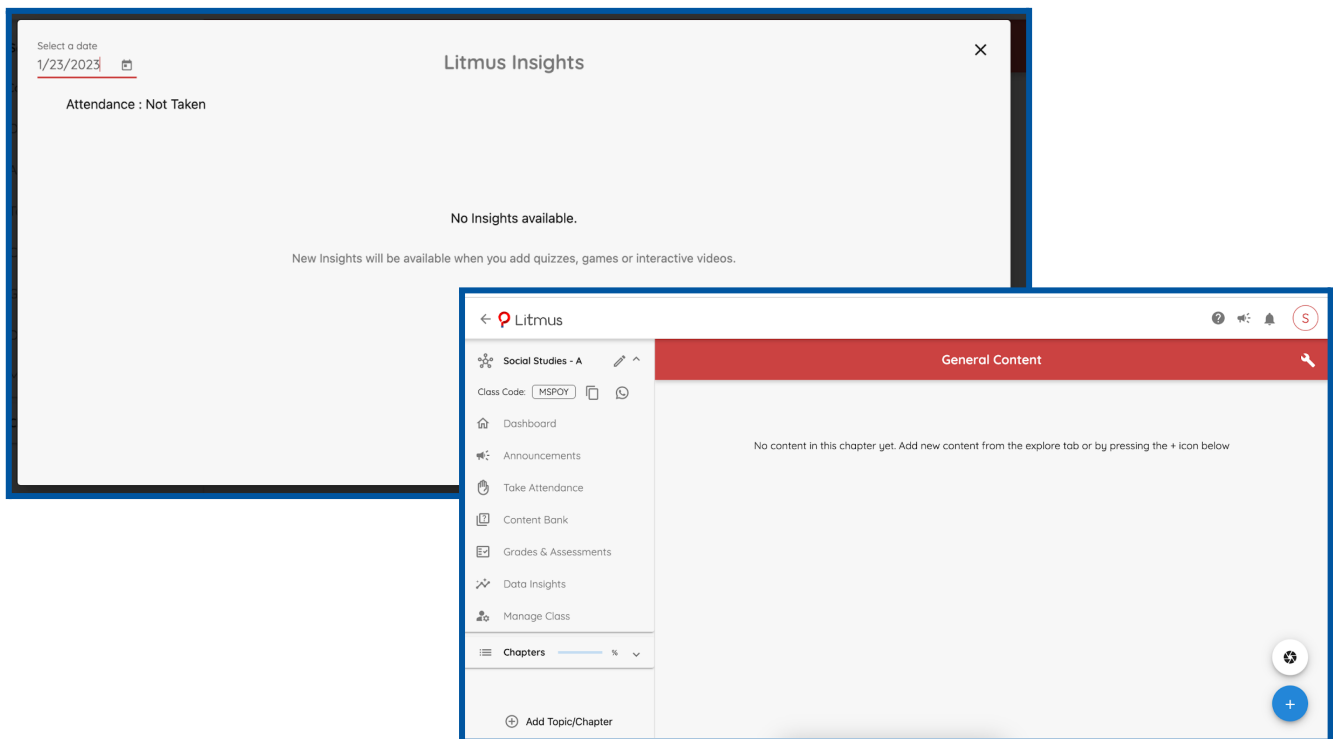 Select a date
1/23/2023
Litmus Insights
Attendance : Not Taken
No Insights available.
New Insights will be available when you add quizzes, games or interactive videos.
Litmus
S
Social Studies - A
General Content
Class Code: MSPOY
Dashboard
No content in this chapter yet. Add new content from the explore tab or by pressing the + icon below
Announcements
Take Attendance
Content Bank
Grades & Assessments
Data Insights
Manage Class
Chapters %
Add Topic/Chapter